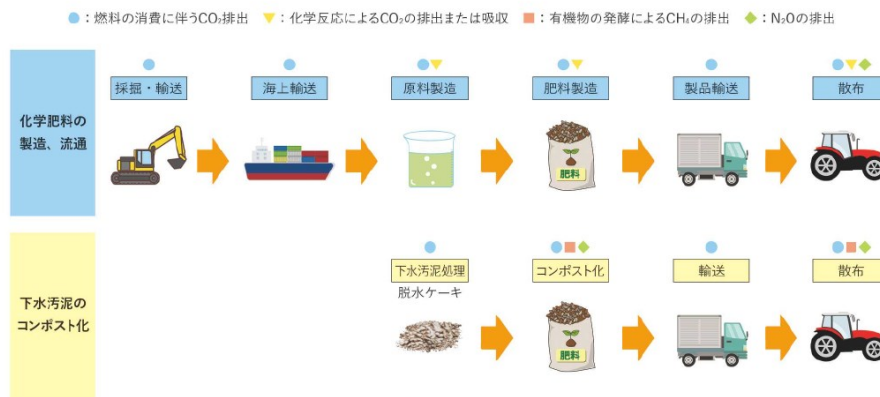 ●：燃料の消費に伴うCO₂排出 ▼：化学反応によるCO₂の排出または吸収 ■：有機物の発酵によるCH₄の排出 ◆：N₂Oの排出
化学肥料の
製造、流通
採掘・輸送
海上輸送
原料製造
肥料製造
製品輸送
散布
肥料
下水汚泥の
コンポスト化
下水汚泥処理
脱水ケーキ
コンポスト化
輸送
散布
肥料